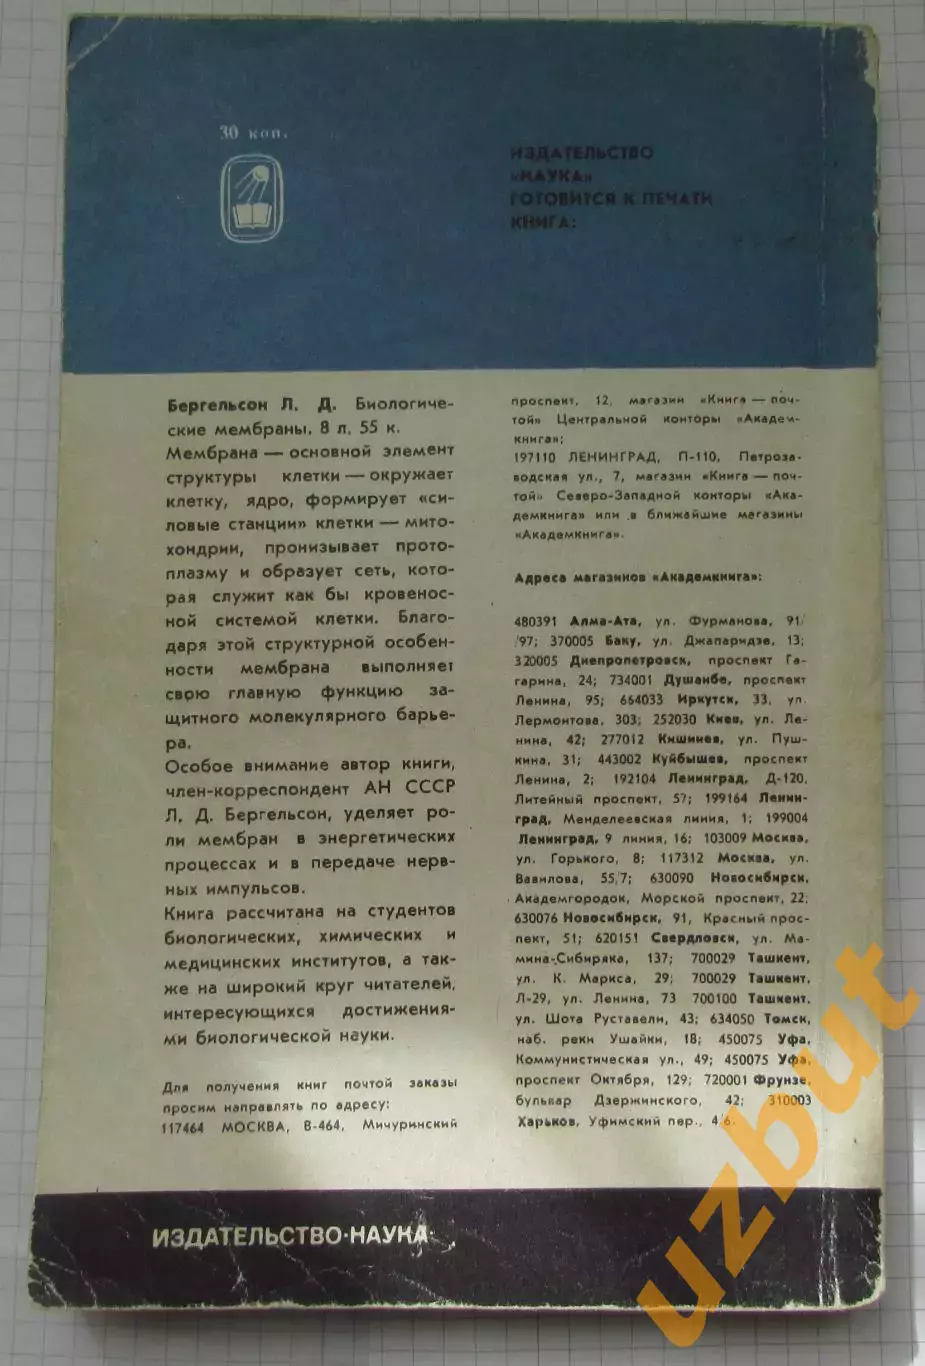 30 коп.
ИЗДАТЕЛЬСТВО
«НАУКА»
ГОТОВИТСЯ К ПЕЧАТИ
КНИГА:
Бергельсон Л. Д. Биологиче-
ские мембраны. 8 л. 55 к.
Мембрана — основной элемент
структуры клетки — окружает
клетку, ядро, формирует «си-
ловые станции» клетки — мито-
хондрии, пронизывает прото-
плазму и образует сеть, кото-
рая служит как бы кровенос-
ной системой клетки. Благо-
даря этой структурной особен-
ности мембрана выполняет
свою главную функцию за-
щитного молекулярного барье-
ра.
Особое внимание автор книги,
член-корреспондент АН СССР
Л. Д. Бергельсон, уделяет ро-
ли мембран в энергетических
процессах и в передаче нерв-
ных импульсов.
Книга рассчитана на студентов
биологических, химических и
медицинских институтов, а так-
же на широкий круг читателей,
интересующихся достижения-
ми биологической науки.
Для получения книг почтой заказы
просим направлять по адресу:
117464 МОСКВА, В-464, Мичуринский
проспект, 12, магазин «Книга — поч-
той» Центральной конторы «Академ-
книга»;
197110 ЛЕНИНГРАД, П-110, Петроза-
водская ул., 7, магазин «Книга — поч-
той» Северо-Западной конторы «Ака-
демкнига» или в ближайшие магазины
«Академкнига».
Адреса магазинов «Академкнига»:
480391 Алма-Ата, ул. Фурманова, 91/
/97; 370005 Баку, ул. Джапаридзе, 13;
320005 Днепропетровск, проспект Га-
гарина, 24; 734001 Душанбе, проспект
Ленина, 95; 664033 Иркутск, 33, ул.
Лермонтова, 303; 252030 Киев, ул. Ле-
нина, 42; 277012 Кишинев, ул. Пуш-
кина, 31; 443002 Куйбышев, проспект
Ленина, 2; 192104 Ленинград, Д-120,
Литейный проспект, 57; 199164 Ленин-
град, Менделеевская линия, 1; 199004
Ленинград, 9 линия, 16; 103009 Москва,
ул. Горького, 8; 117312 Москва, ул.
Вавилова, 55/7; 630090 Новосибирск,
Академгородок, Морской проспект, 22;
630076 Новосибирск, 91, Красный прос-
пект, 51; 620151 Свердловск, ул. Ма-
мина-Сибиряка, 137; 700029 Ташкент,
ул. К. Маркса, 29; 700029 Ташкент,
Л-29, ул. Ленина, 73 700100 Ташкент,
ул. Шота Руставели, 43; 634050 Томск,
наб. реки Ушайки, 18; 450075 Уфа,
Коммунистическая ул., 49; 450075 Уфа,
проспект Октября, 129; 720001 Фрунзе,
бульвар Дзержинского, 42; 310003
Харьков, Уфимский пер., 4/6.
ИЗДАТЕЛЬСТВО·НАУКА·
uzbut